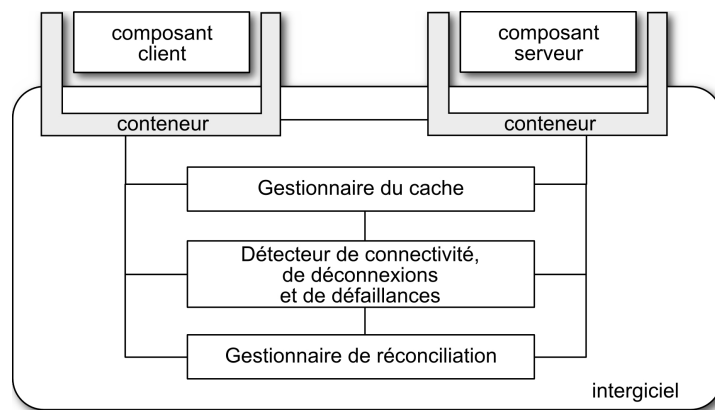 composant
client
composant
serveur
conteneur
conteneur
Gestionnaire du cache
Détecteur de connectivité,
de déconnexions
et de défaillances
Gestionnaire de réconciliation
intergiciel